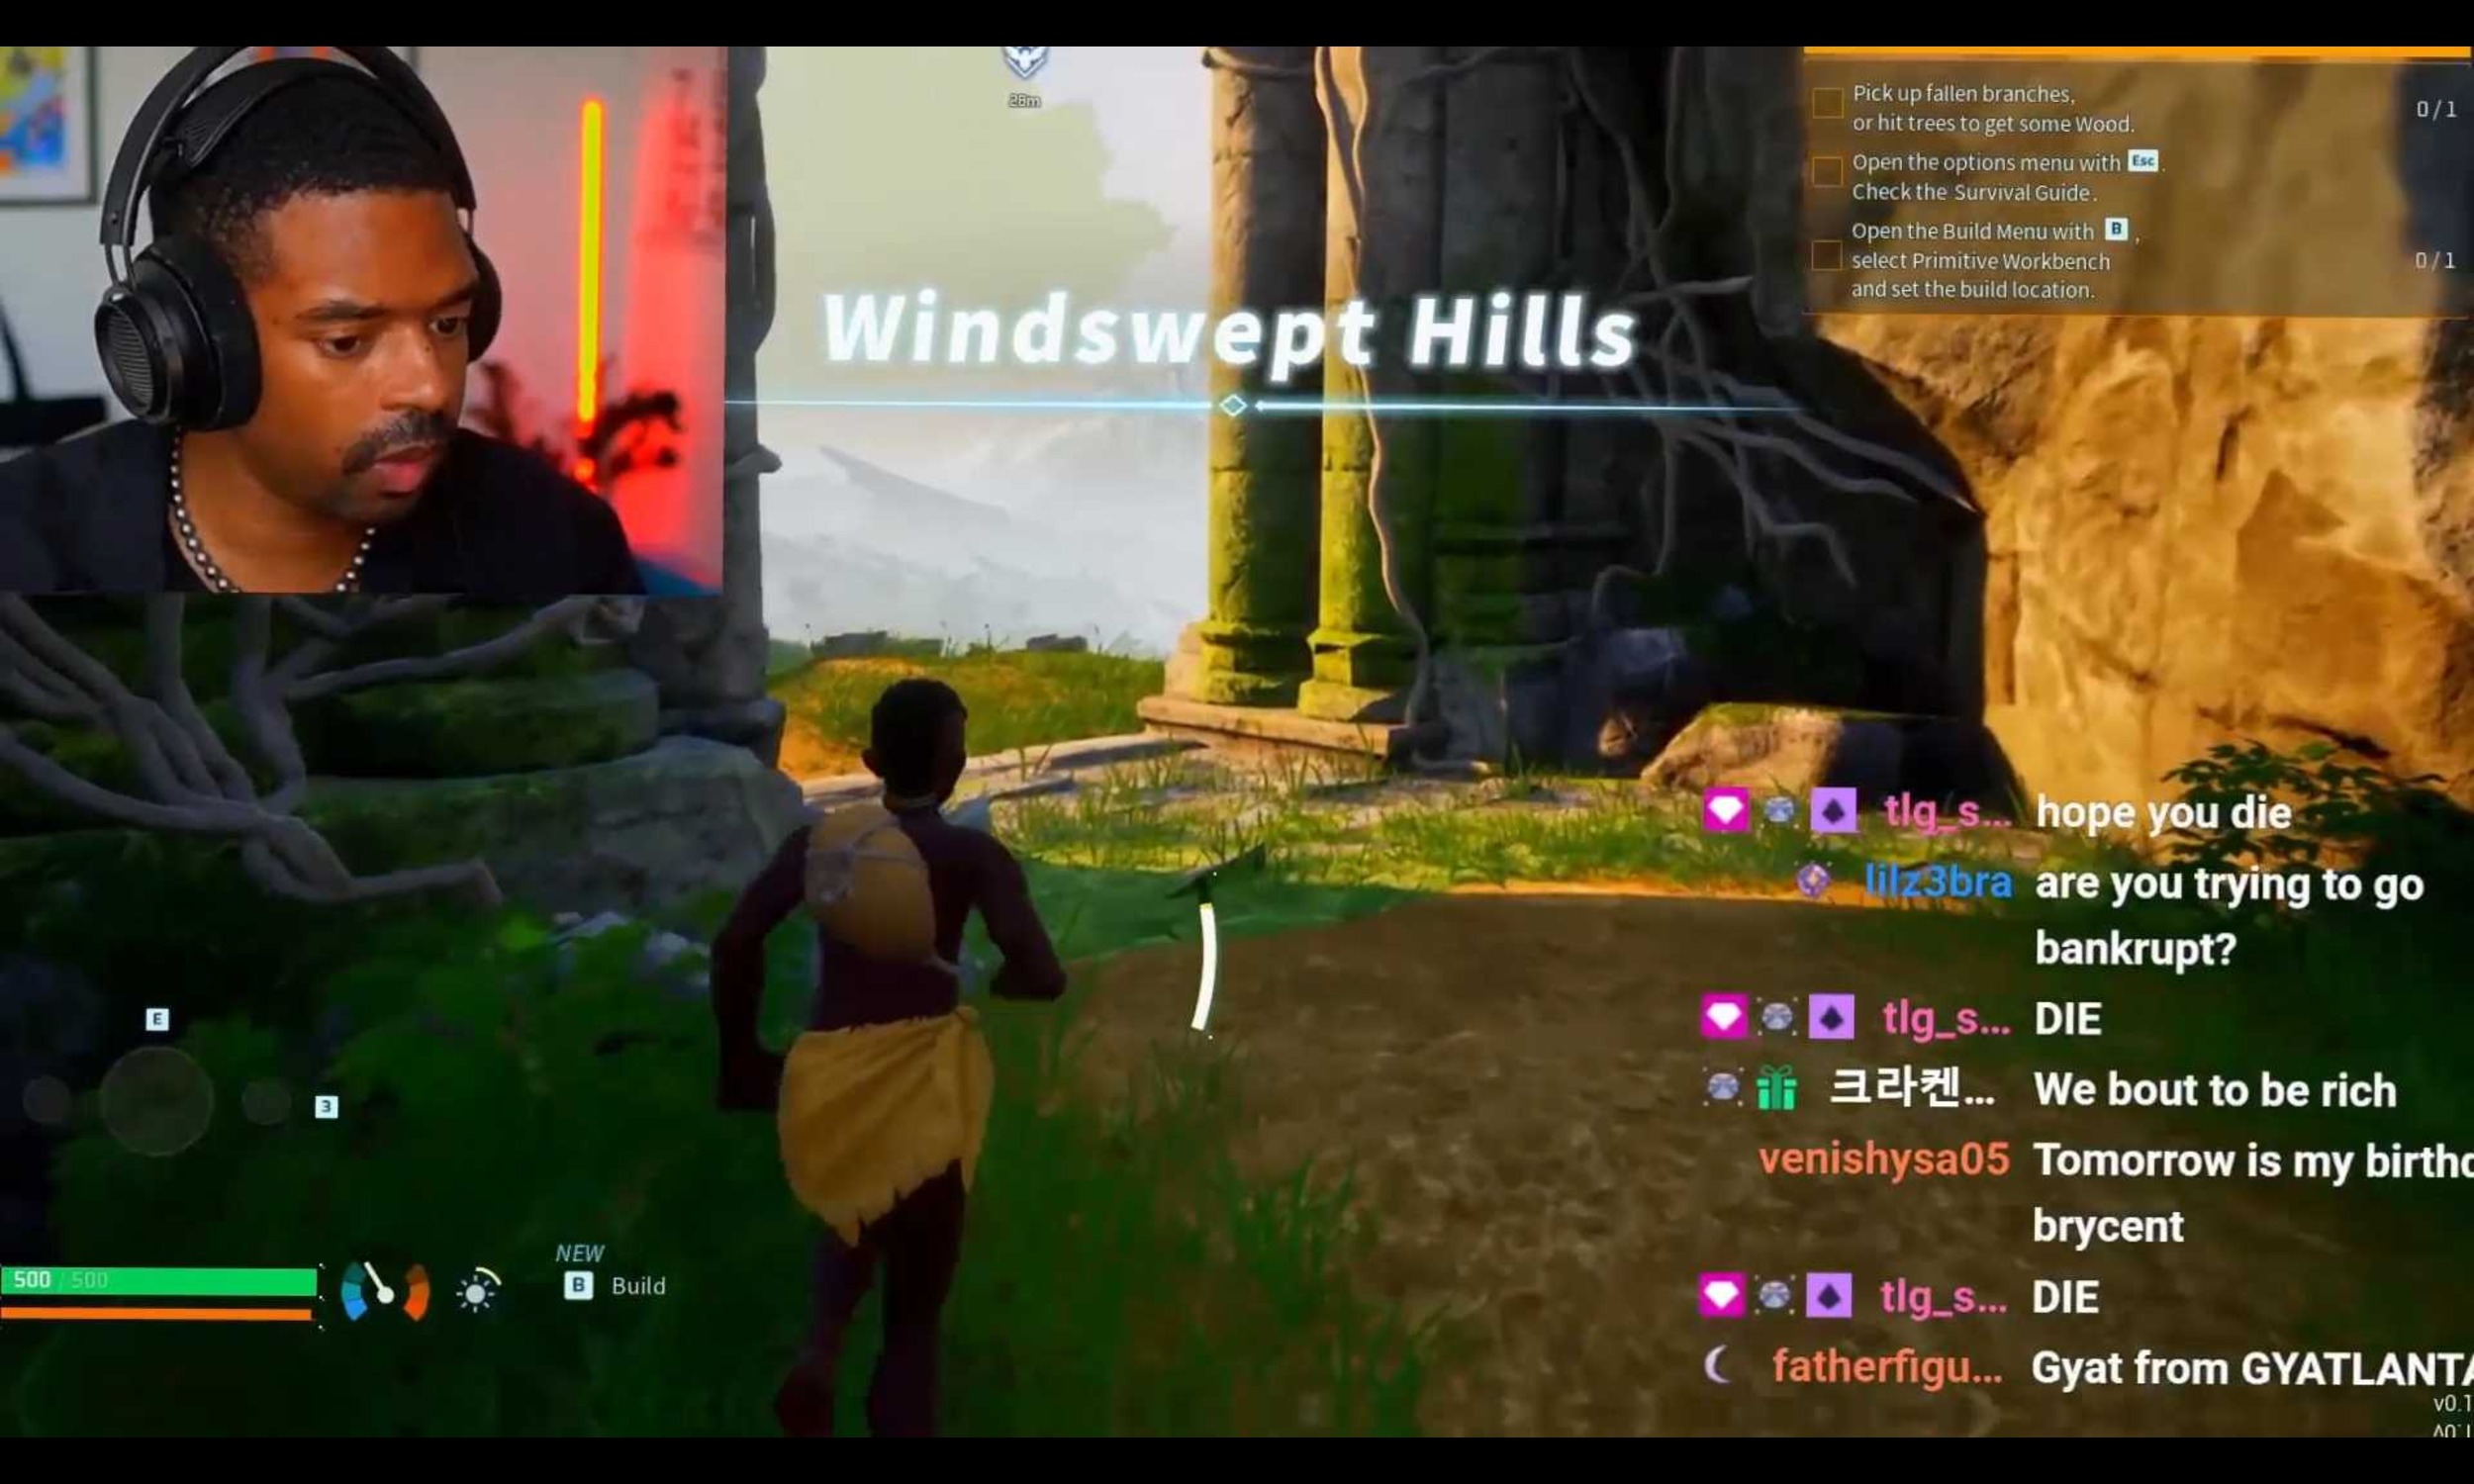 28m
Pick up fallen branches,
or hit trees to get some Wood.
0/1
Open the options menu with Esc.
Check the Survival Guide.
Open the Build Menu with B,
select Primitive Workbench
and set the build location.
0/1
Windswept Hills
tlg_s... hope you die
lilz3bra are you trying to go
bankrupt?
tlg_s... DIE
크라켄... We bout to be rich
venishysa05 Tomorrow is my birthd
brycent
tlg_s... DIE
fatherfigu... Gyat from GYATLANTA
E
3
500 / 500
NEW
B Build
v0.1